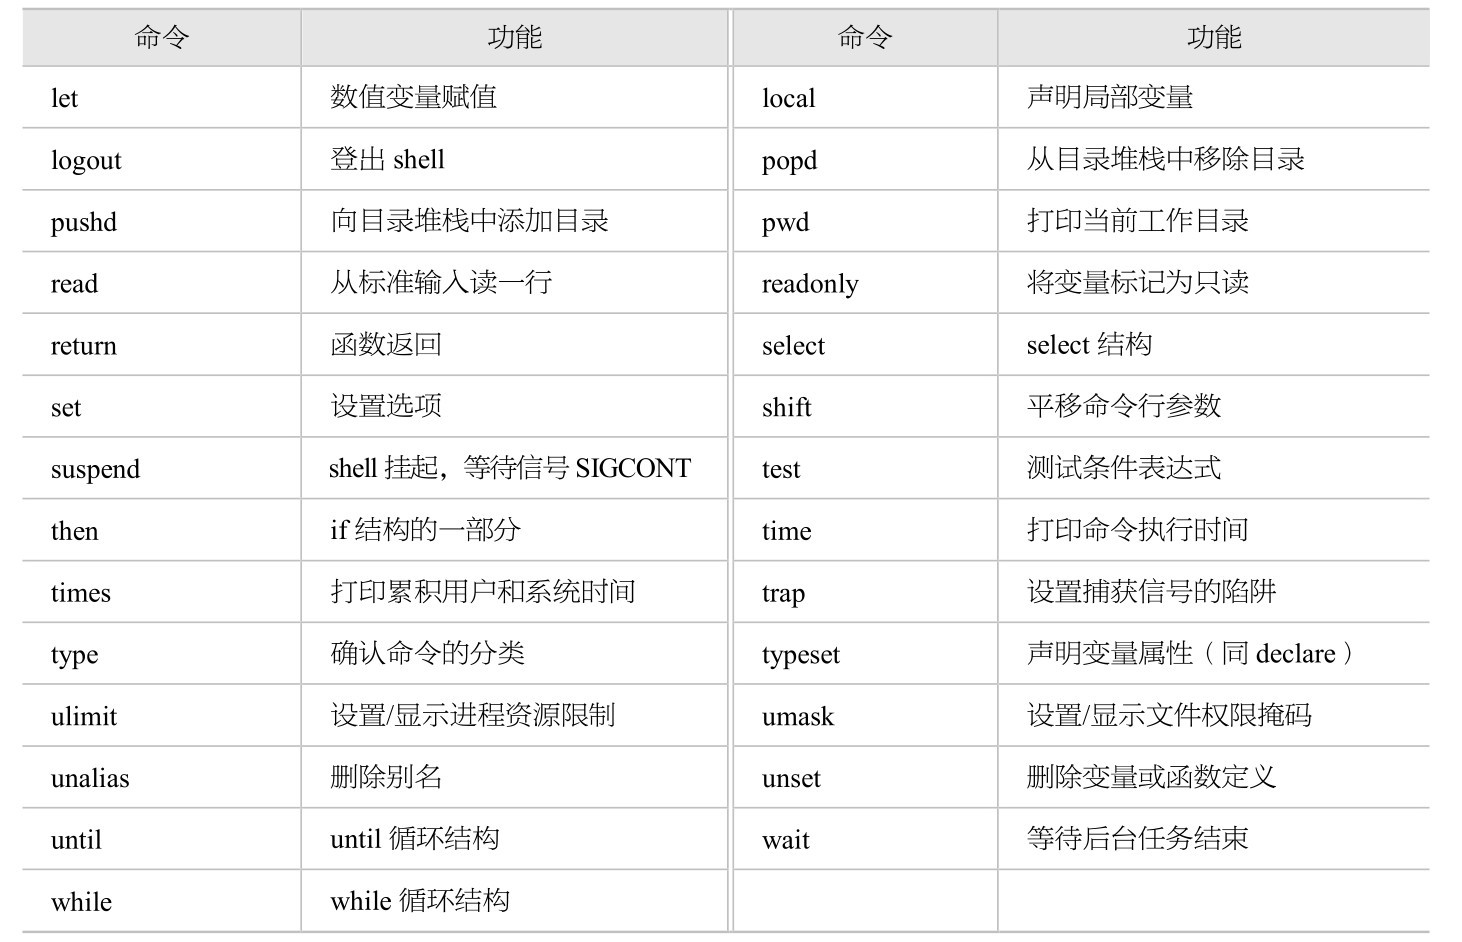 命令 功能 命令 功能
let 数值变量赋值 local 声明局部变量
logout 登出 shell popd 从目录堆栈中移除目录
pushd 向目录堆栈中添加目录 pwd 打印当前工作目录
read 从标准输入读一行 readonly 将变量标记为只读
return 函数返回 select select 结构
set 设置选项 shift 平移命令行参数
suspend shell 挂起，等待信号 SIGCONT test 测试条件表达式
then if 结构的一部分 time 打印命令执行时间
times 打印累积用户和系统时间 trap 设置捕获信号的陷阱
type 确认命令的分类 typeset 声明变量属性（同 declare）
ulimit 设置/显示进程资源限制 umask 设置/显示文件权限掩码
unalias 删除别名 unset 删除变量或函数定义
until until 循环结构 wait 等待后台任务结束
while while 循环结构